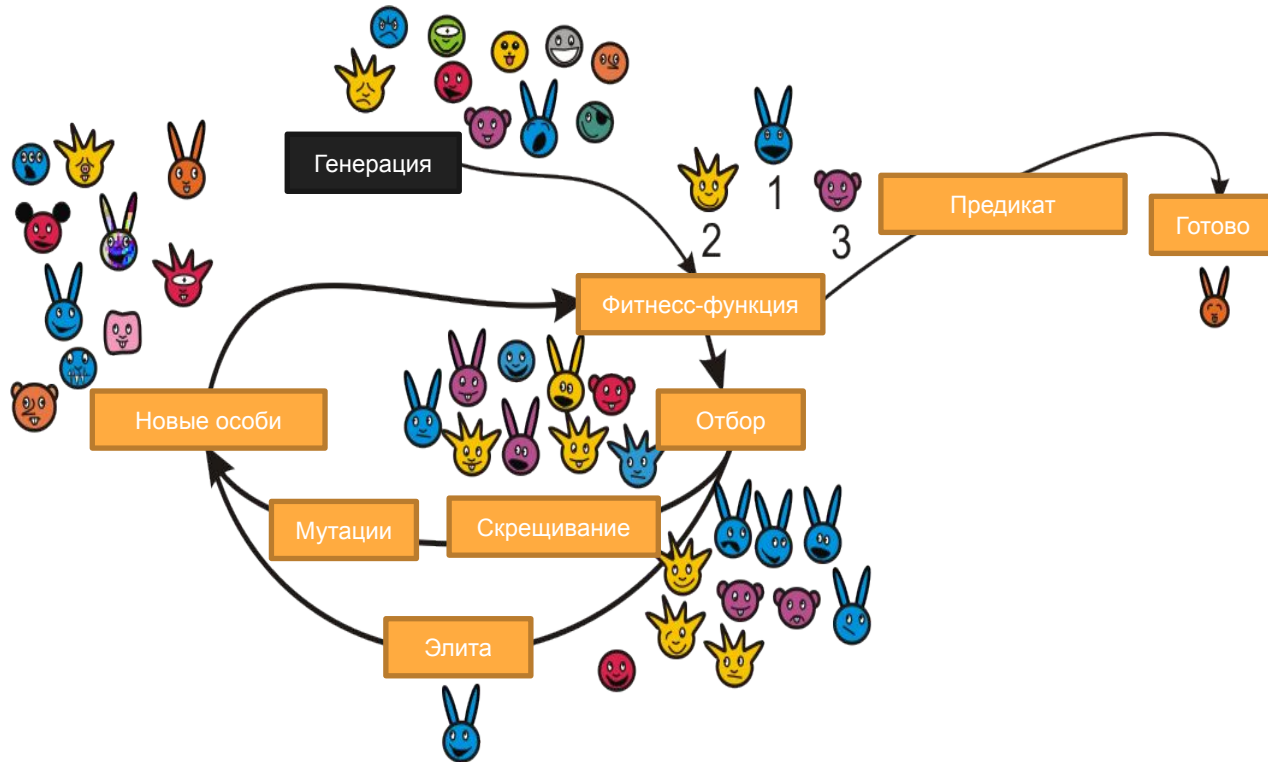 Генерация
1
2
3
Предикат
Готово
Фитнесс-функция
Новые особи
Отбор
Мутации
Скрещивание
Элита